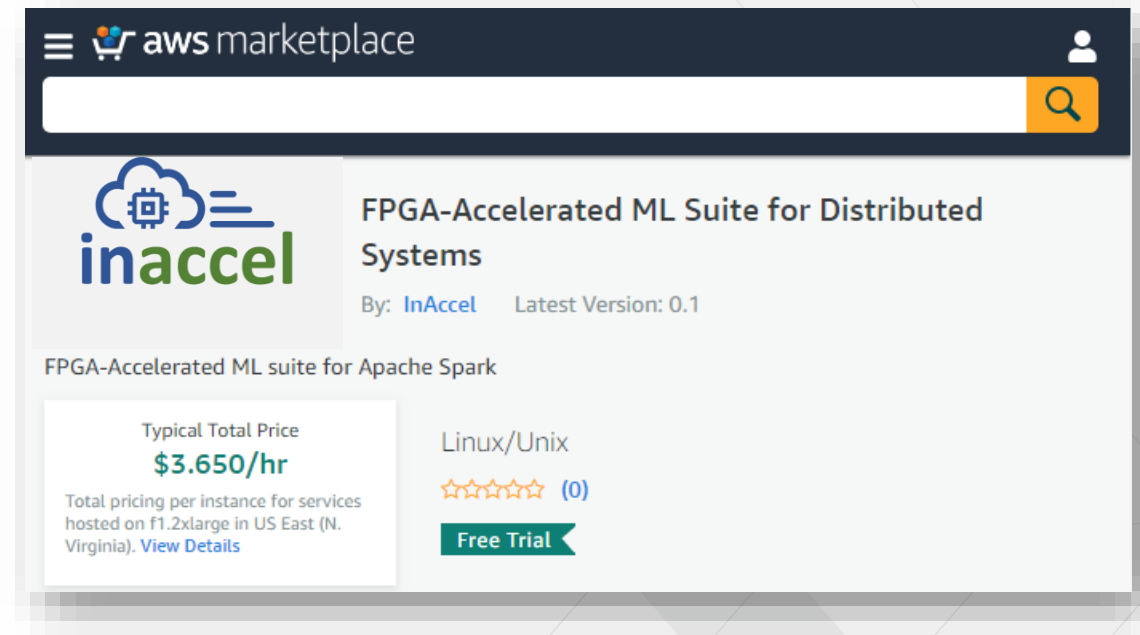 aws marketplace
inaccel
FPGA-Accelerated ML Suite for Distributed
Systems
By: InAccel Latest Version: 0.1
FPGA-Accelerated ML suite for Apache Spark
Typical Total Price
$3.650/hr
Total pricing per instance for services
hosted on f1.2xlarge in US East (N.
Virginia). View Details
Linux/Unix
(0)
Free Trial